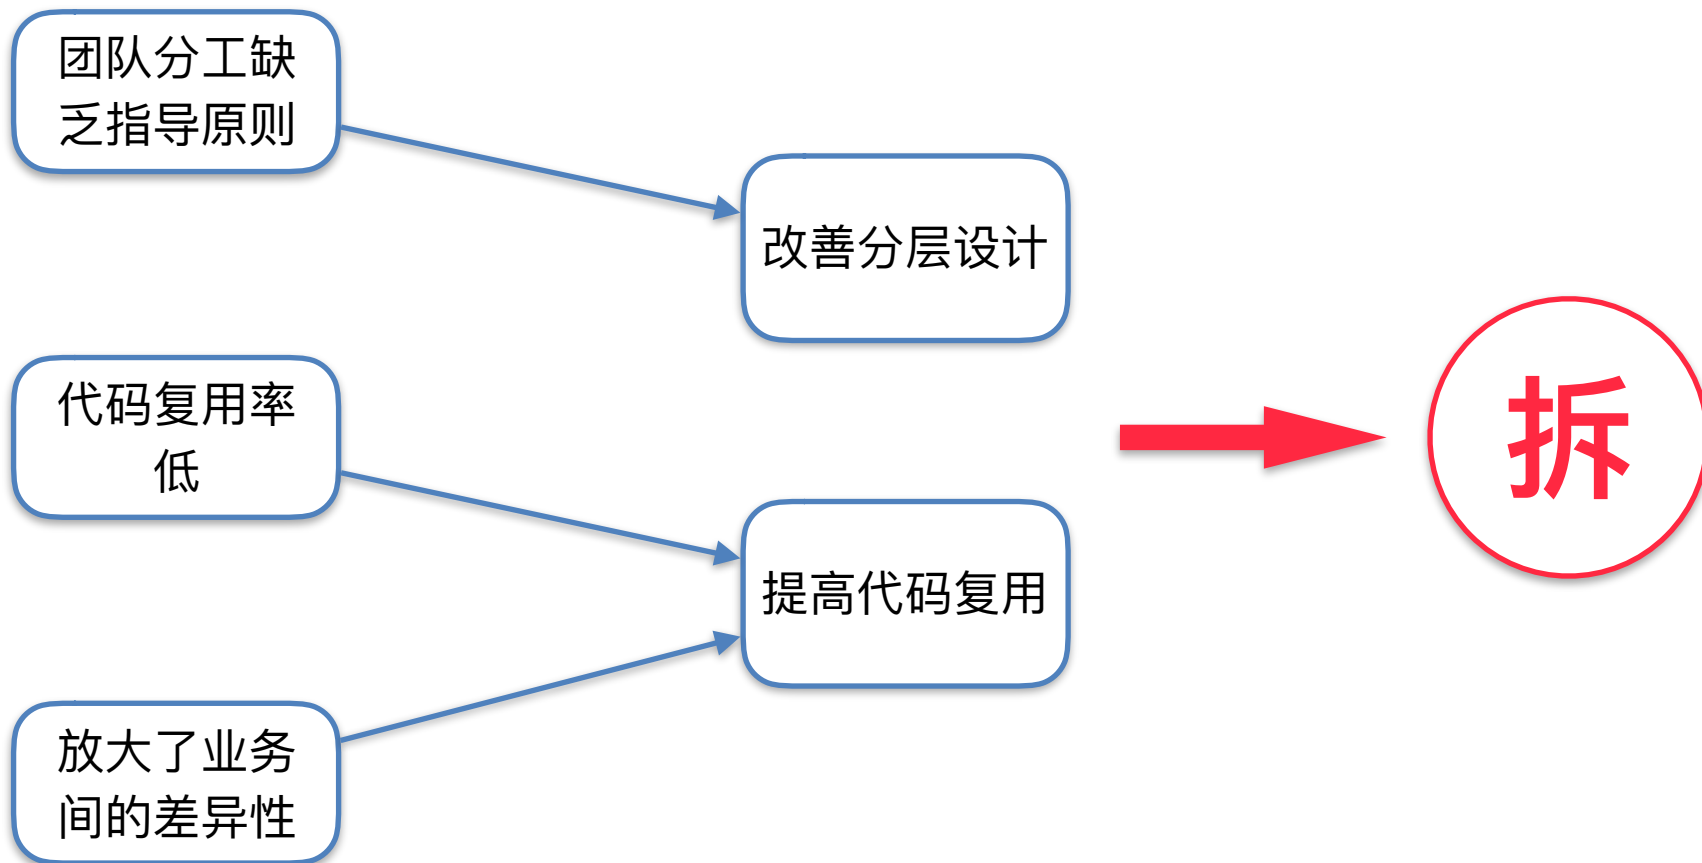 团队分工缺
乏指导原则
改善分层设计
代码复用率
低
拆
提高代码复用
放大了业务
间的差异性